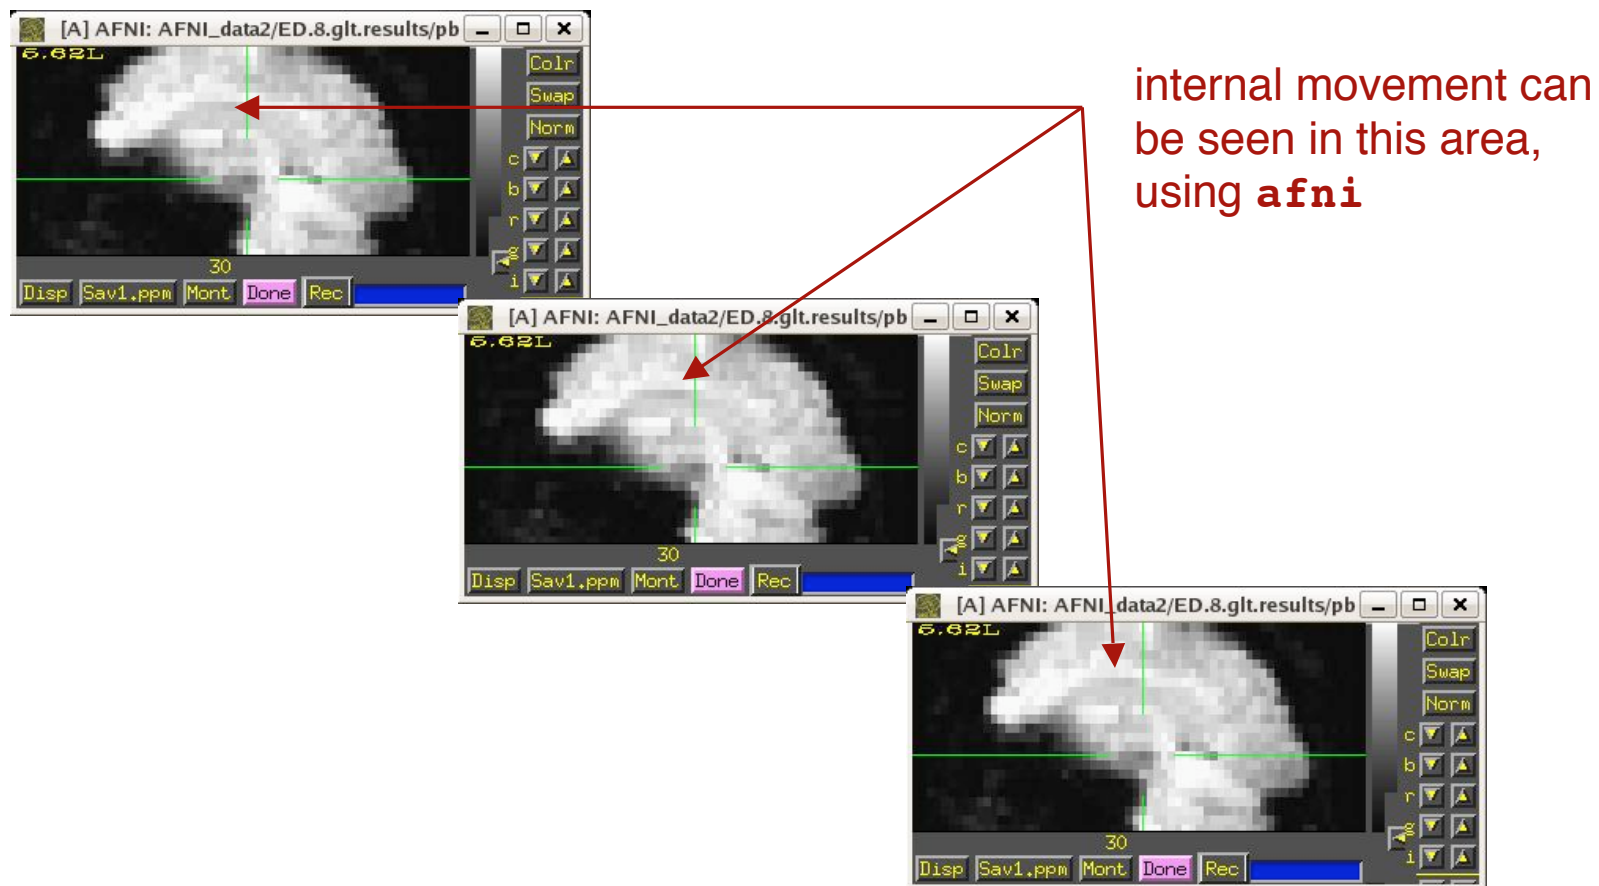 [A] AFNI: AFNI_data2/ED.8.glt.results/pb
6.62L
Colr
Swap
Norm
c
b
r
g
i
30
Disp Sav1.ppm Mont Done Rec
internal movement can
be seen in this area,
using afni
[A] AFNI: AFNI_data2/ED.8.glt.results/pb
6.62L
Colr
Swap
Norm
c
b
r
g
i
30
Disp Sav1.ppm Mont Done Rec
[A] AFNI: AFNI_data2/ED.8.glt.results/pb
6.62L
Colr
Swap
Norm
c
b
r
g
i
30
Disp Sav1.ppm Mont Done Rec